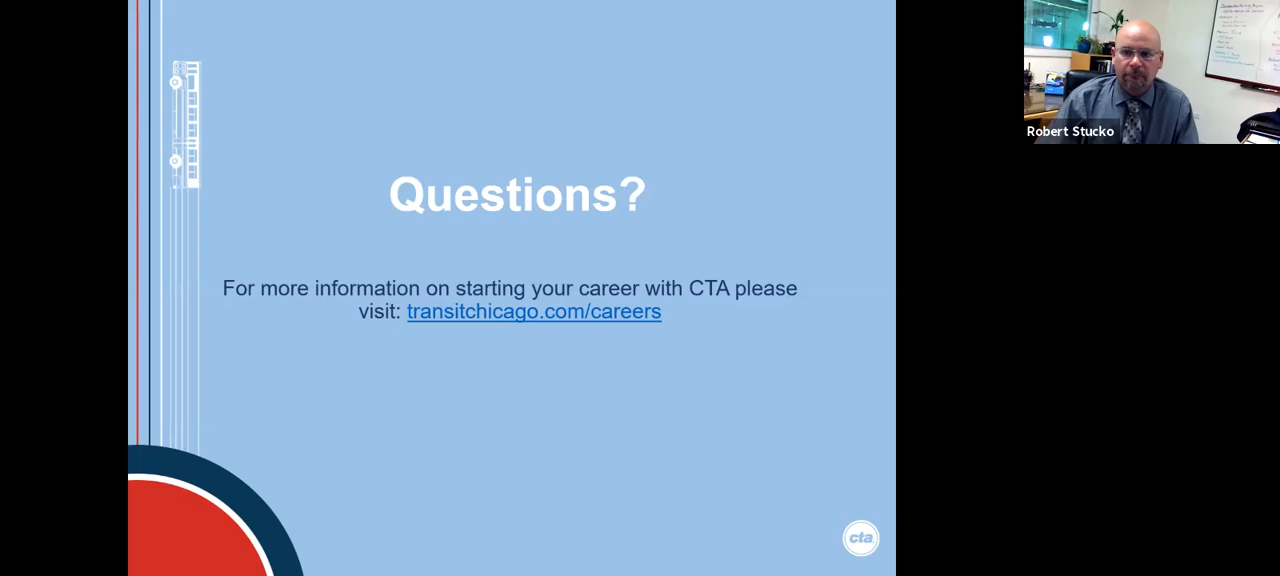 Questions?
For more information on starting your career with CTA please
visit: transitchicago.com/careers
cta
Robert Stucko